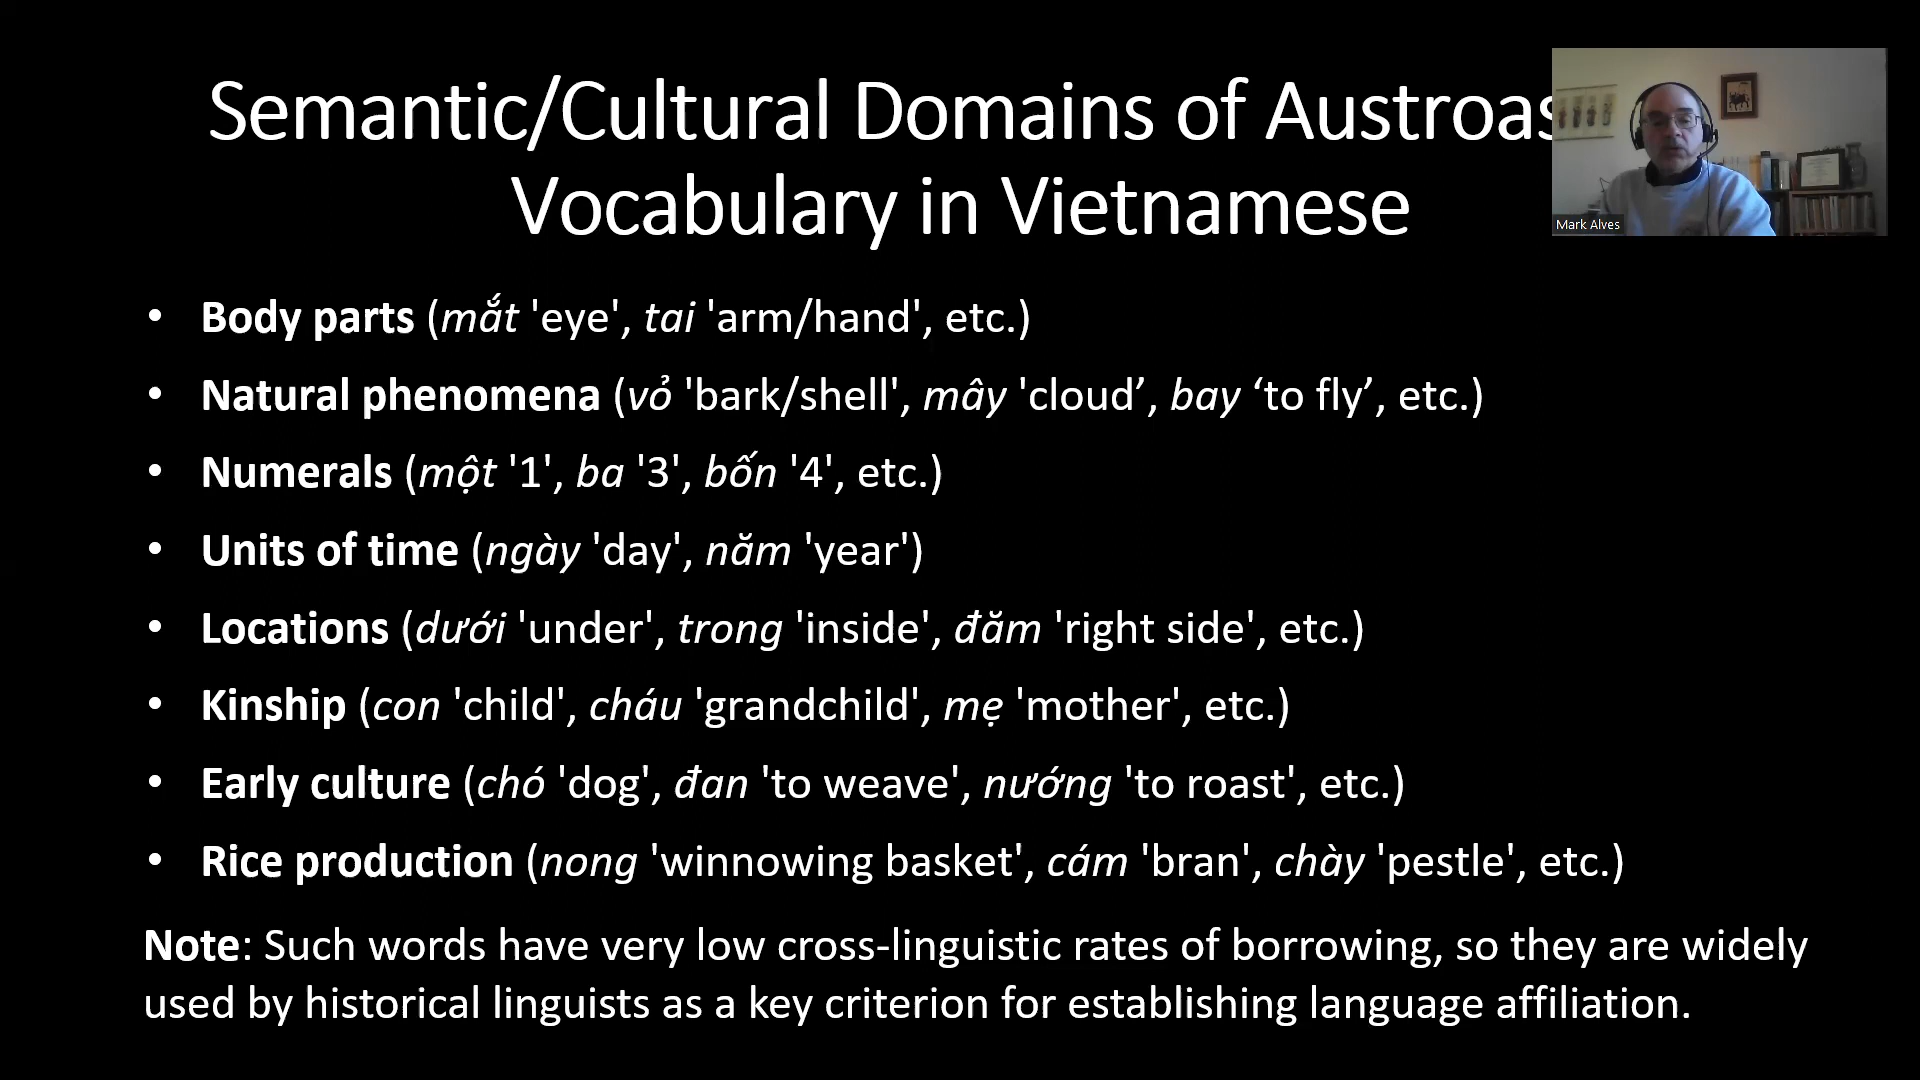 Semantic/Cultural Domains of Austroas
Mark Alves
Vocabulary in Vietnamese
• Body parts (mắt 'eye', tai 'arm/hand', etc.)
• Natural phenomena (vỏ 'bark/shell', mây 'cloud’, bay ‘to fly’, etc.)
• Numerals (một '1', ba '3', bốn '4', etc.)
• Units of time (ngày 'day', năm 'year')
• Locations (dưới 'under', trong 'inside', đăm 'right side', etc.)
• Kinship (con 'child', cháu 'grandchild', mẹ 'mother', etc.)
• Early culture (chó 'dog', đan 'to weave', nướng 'to roast', etc.)
• Rice production (nong 'winnowing basket', cám 'bran', chày 'pestle', etc.)
Note: Such words have very low cross-linguistic rates of borrowing, so they are widely
used by historical linguists as a key criterion for establishing language affiliation.